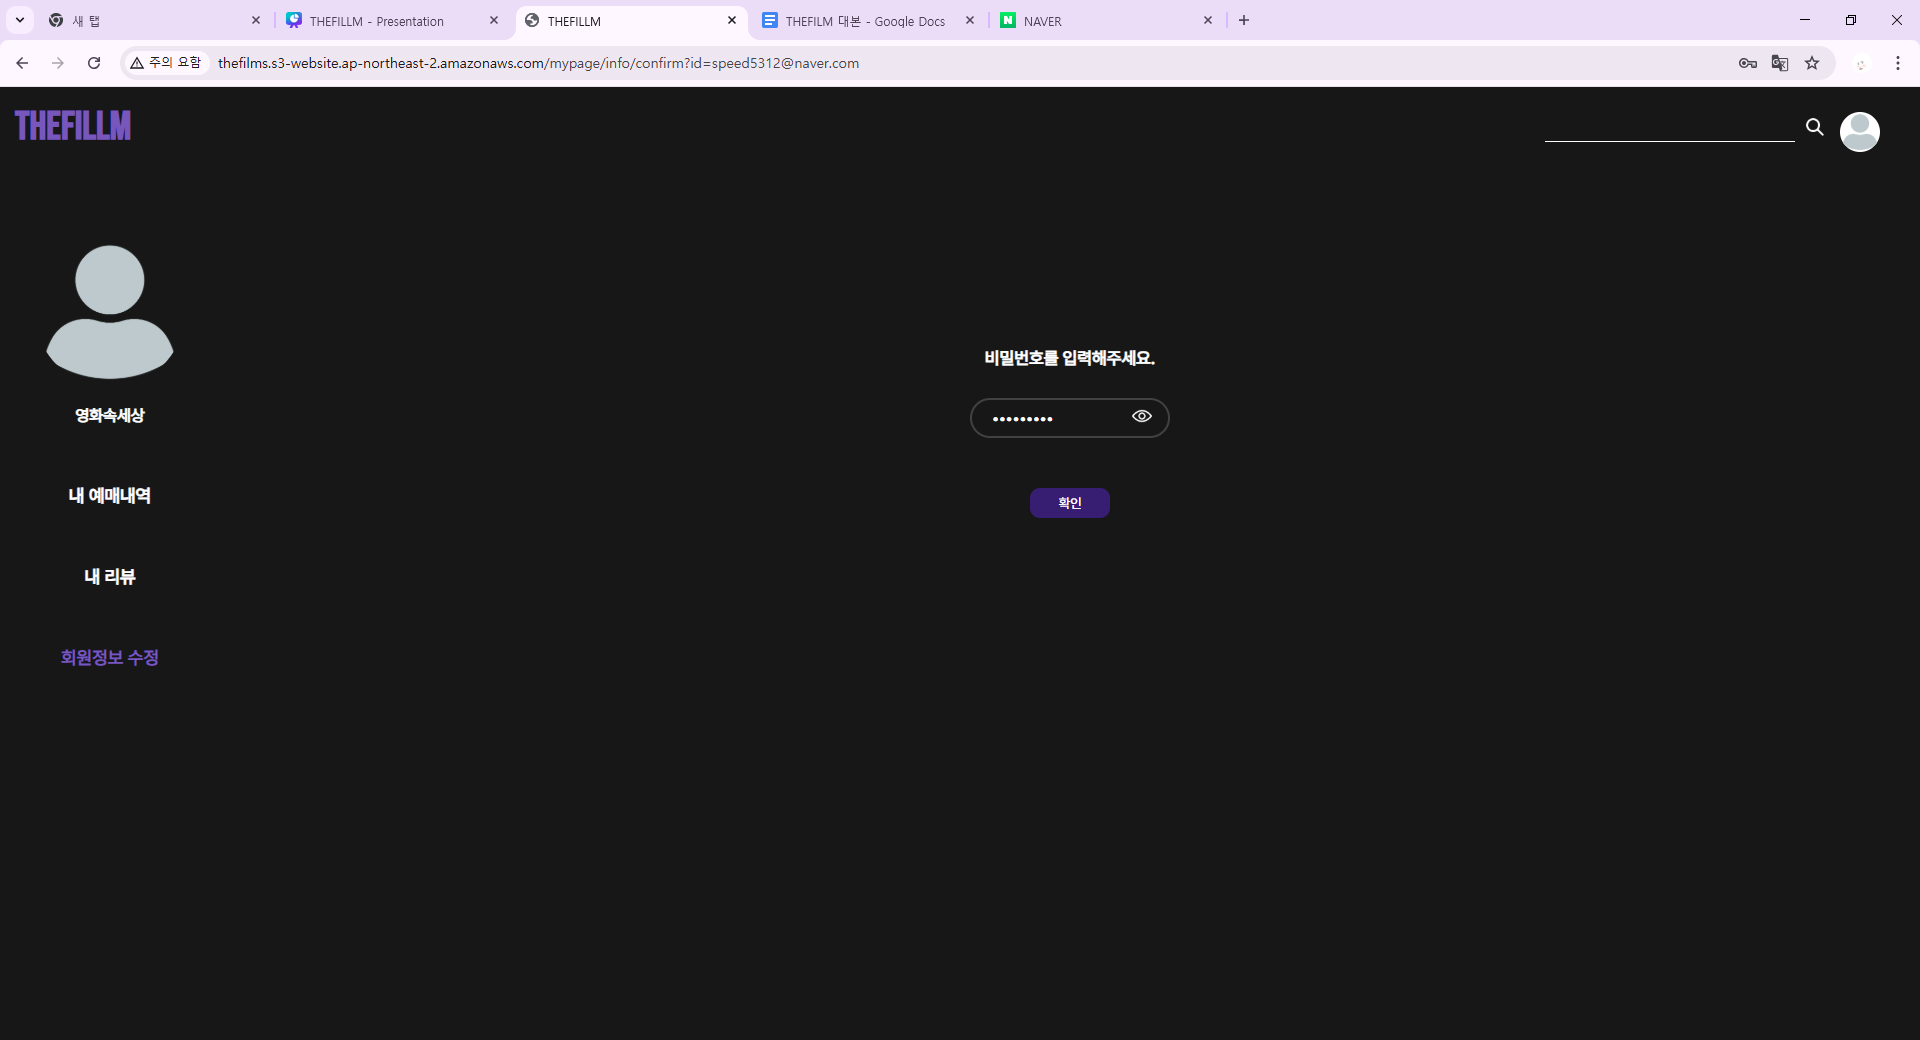 새 탭
THEFILLM - Presentation
THEFILLM
THEFILM 대본 - Google Docs
NAVER
주의 요함
thefilms.s3-website.ap-northeast-2.amazonaws.com/mypage/info/confirm?id=speed5312@naver.com
THEFILLM
영화속세상
내 예매내역
내 리뷰
회원정보 수정
비밀번호를 입력해주세요.
•••••••••
확인